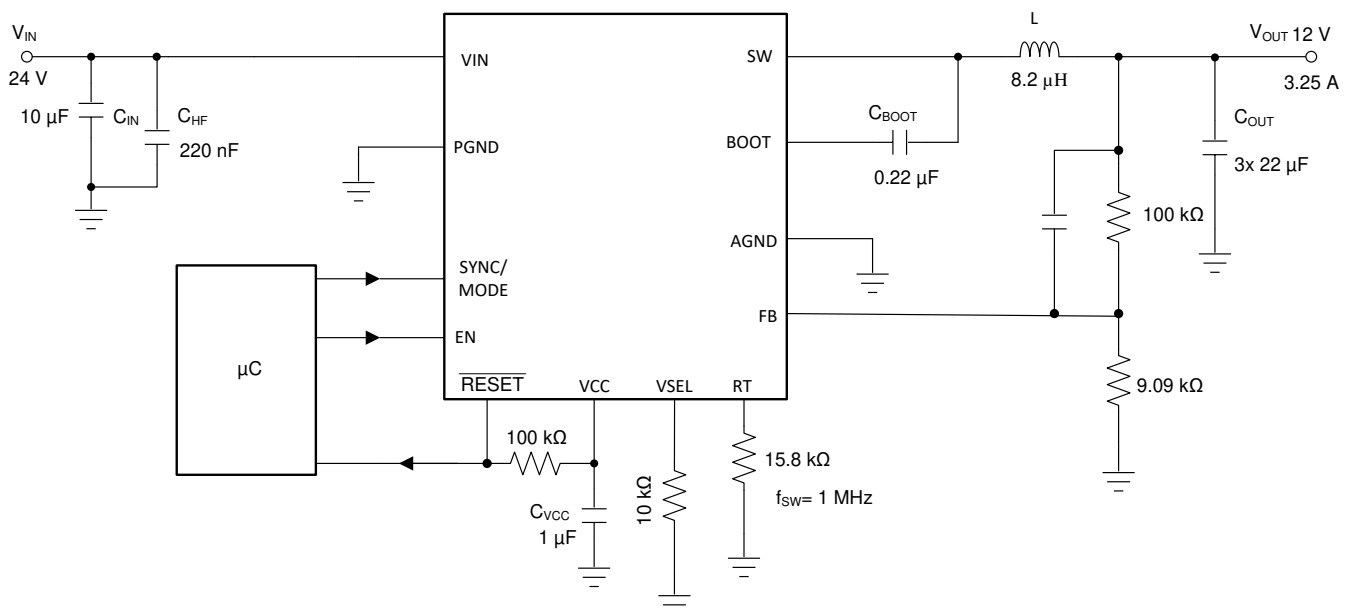 V_IN
24 V
10 µF
C_IN
C_HF
220 nF
VIN
PGND
SYNC/
MODE
EN
RESET
VCC
VSEL
RT
SW
BOOT
AGND
FB
µC
100 kΩ
C_VCC
1 µF
10 kΩ
15.8 kΩ
f_SW= 1 MHz
C_BOOT
0.22 µF
L
8.2 µH
V_OUT 12 V
3.25 A
C_OUT
3x 22 µF
100 kΩ
9.09 kΩ